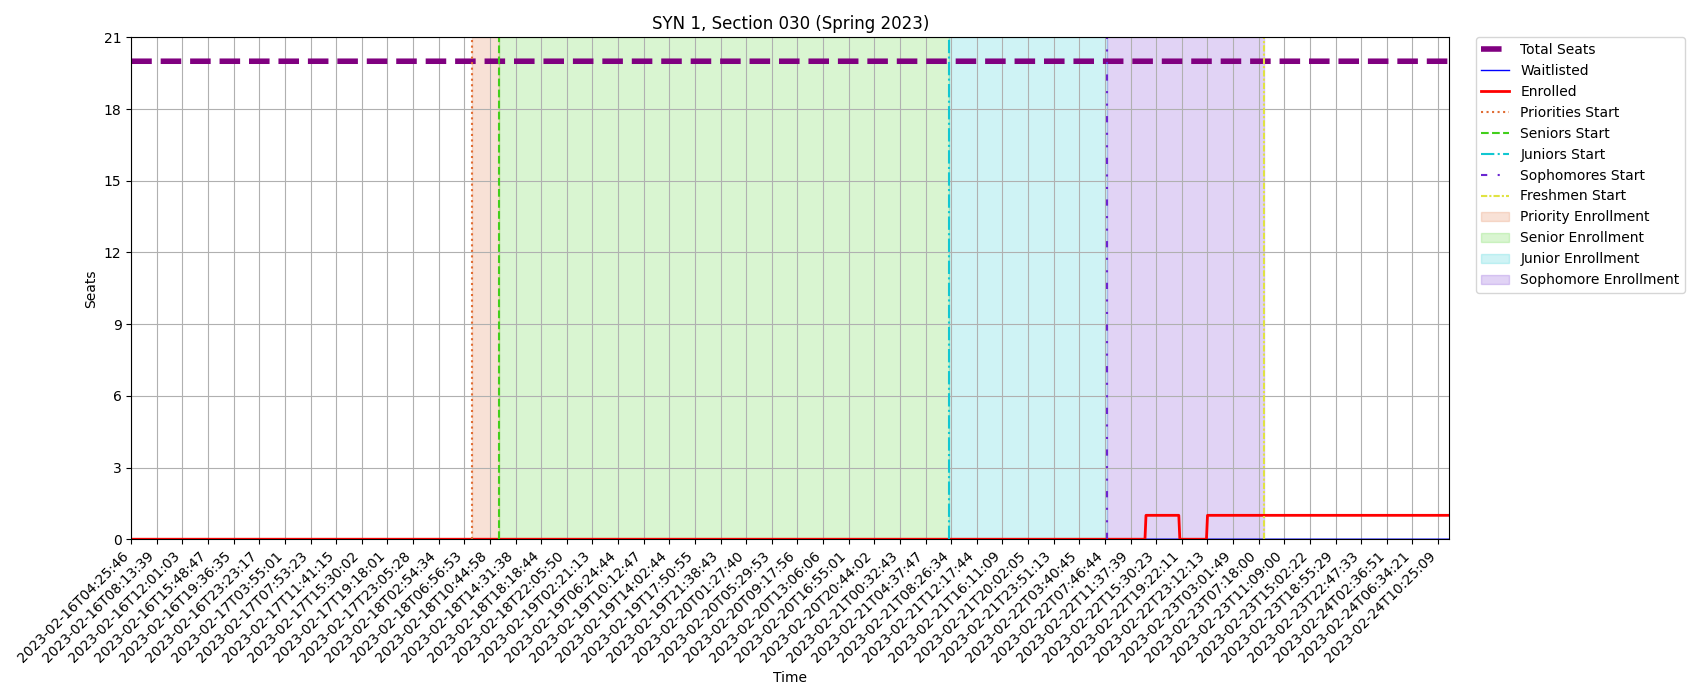 SYN 1, Section 030 (Spring 2023)
Seats
21
18
15
12
9
6
3
0
2023-02-16T04:25:46
2023-02-16T08:13:39
2023-02-16T12:01:03
2023-02-16T15:48:47
2023-02-16T19:36:35
2023-02-16T23:23:17
2023-02-17T03:55:01
2023-02-17T07:53:23
2023-02-17T11:41:15
2023-02-17T15:30:02
2023-02-17T19:18:01
2023-02-17T23:05:28
2023-02-18T02:54:34
2023-02-18T06:56:53
2023-02-18T10:44:58
2023-02-18T14:31:38
2023-02-18T18:18:44
2023-02-18T22:05:50
2023-02-19T02:21:13
2023-02-19T06:24:44
2023-02-19T10:12:47
2023-02-19T14:02:44
2023-02-19T17:50:55
2023-02-19T21:38:43
2023-02-20T01:27:40
2023-02-20T05:29:53
2023-02-20T09:17:56
2023-02-20T13:06:06
2023-02-20T16:55:01
2023-02-20T20:44:02
2023-02-21T00:32:43
2023-02-21T04:37:47
2023-02-21T08:26:34
2023-02-21T12:17:44
2023-02-21T16:11:09
2023-02-21T20:02:05
2023-02-21T23:51:13
2023-02-22T03:40:45
2023-02-22T07:46:44
2023-02-22T11:37:39
2023-02-22T15:30:23
2023-02-22T19:22:11
2023-02-22T23:12:13
2023-02-23T03:01:49
2023-02-23T07:18:00
2023-02-23T11:09:00
2023-02-23T15:02:22
2023-02-23T18:55:29
2023-02-23T22:47:33
2023-02-24T02:36:51
2023-02-24T06:34:21
2023-02-24T10:25:09
Time
Total Seats
Waitlisted
Enrolled
Priorities Start
Seniors Start
Juniors Start
Sophomores Start
Freshmen Start
Priority Enrollment
Senior Enrollment
Junior Enrollment
Sophomore Enrollment